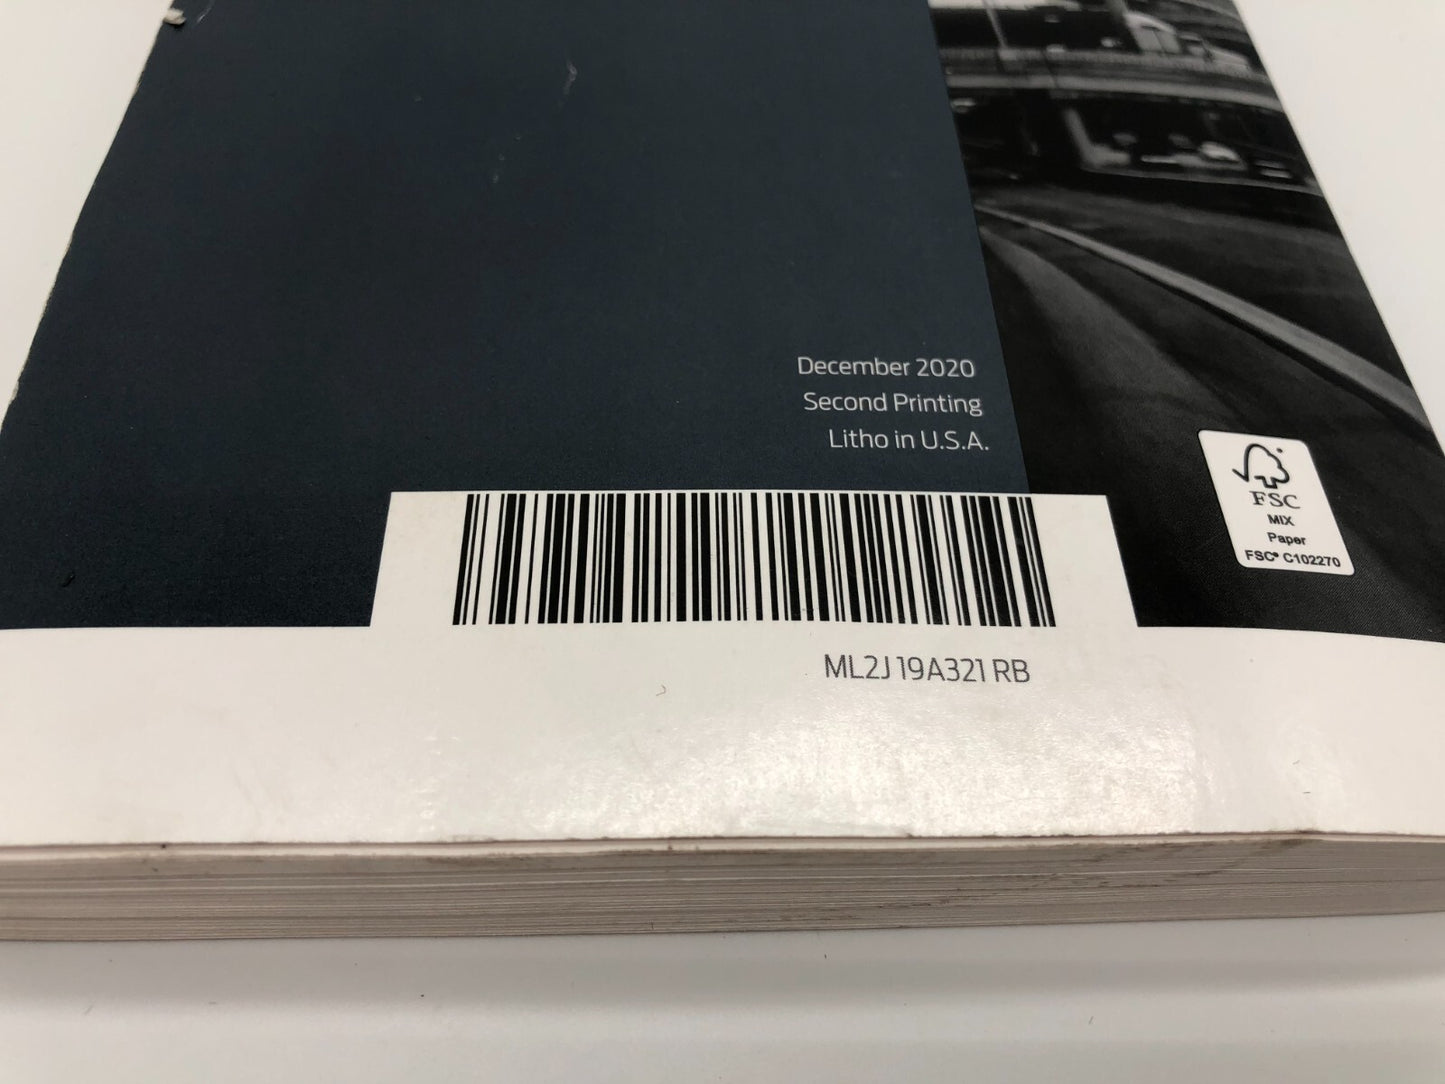 December 2020
Second Printing
Litho in U.S.A.
FSC
MIX
Paper
FSC® C102270
ML2J 19A321 RB